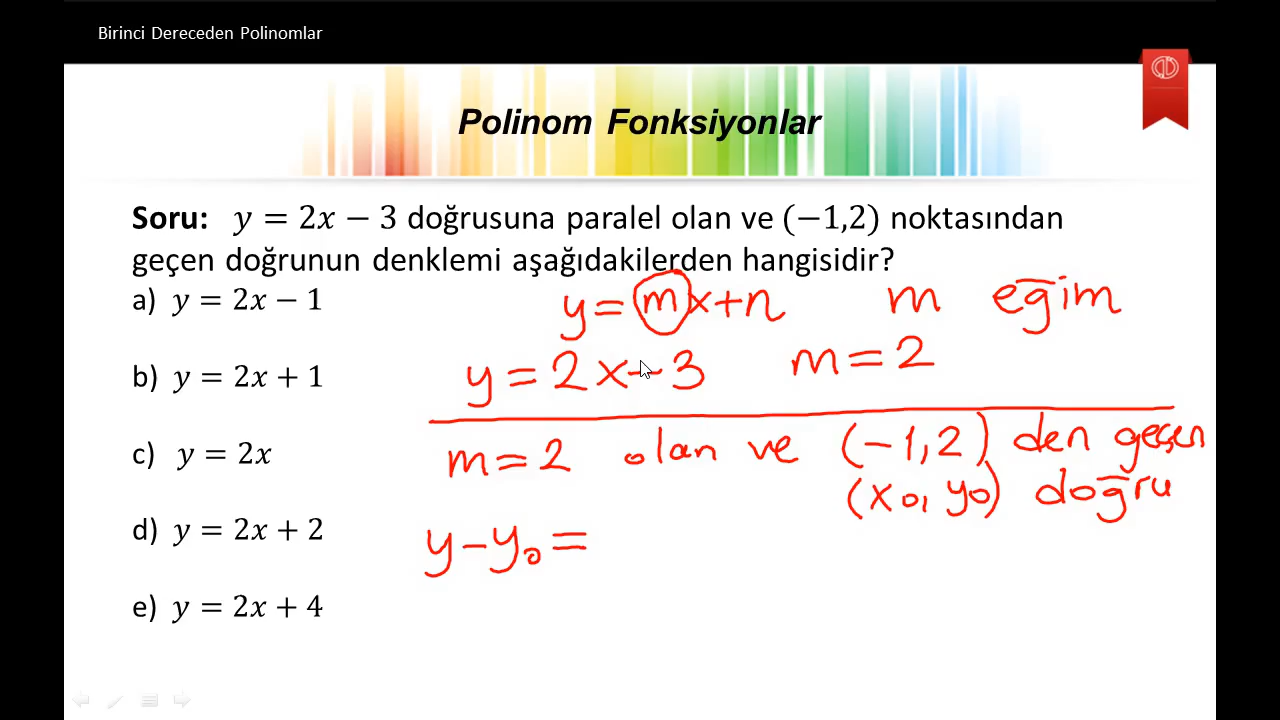 Birinci Dereceden Polinomlar
Polinom Fonksiyonlar
Soru: y = 2x − 3 doğrusuna paralel olan ve (−1,2) noktasından
geçen doğrunun denklemi aşağıdakilerden hangisidir?
a) y = 2x − 1
y = mx+n m eğim
b) y = 2x + 1
y = 2x−3 m = 2
c) y = 2x
m = 2 olan ve (−1,2) den geçen
(x0, y0) doğru
d) y = 2x + 2
y − y0 =
e) y = 2x + 4